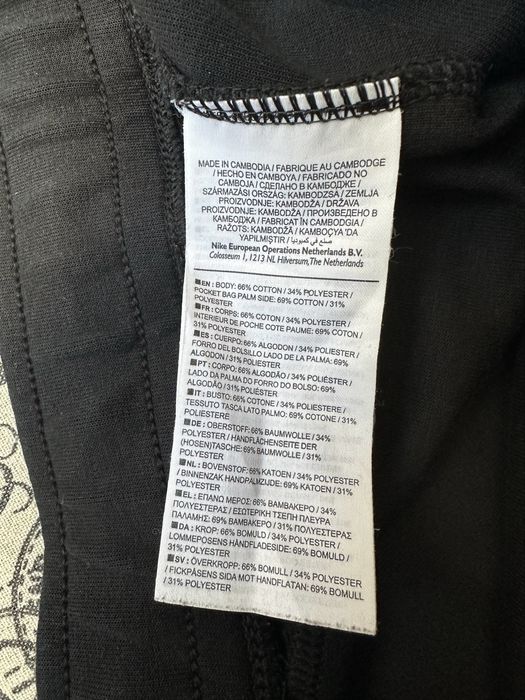 MADE IN CAMBODIA / FABRIQUE AU CAMBODGE
/ HECHO EN CAMBOYA / FABRICADO NO
CAMBOJA / СДЕЛАНО В КАМБОДЖЕ /
SZÁRMAZÁSI ORSZÁG: KAMBODZSA / ZEMLJA
PROIZVODNJE: KAMBODŽA / DRŽAVA
PROIZVODNJE: KAMBODŽA / ПРОИЗВЕДЕНО В
КАМБОДЖА / FABRICAT ÎN CAMBODGIA /
RAŽOTS: KAMBODŽĀ / KAMBOÇYA 'DA
YAPILMIŞTIR / صنع في كمبوديا
Nike European Operations Netherlands B.V.
Colosseum 1, 1213 NL Hilversum, The Netherlands
EN: BODY: 66% COTTON / 34% POLYESTER /
POCKET BAG PALM SIDE: 69% COTTON / 31%
POLYESTER
FR: CORPS: 66% COTON / 34% POLYESTER /
INTERIEUR DE POCHE COTE PAUME: 69% COTON /
31% POLYESTER
ES: CUERPO: 66% ALGODON / 34% POLIESTER /
FORRO DEL BOLSILLO LADO DE LA PALMA: 69%
ALGODON / 31% POLIESTER
PT: CORPO: 66% ALGODÃO / 34% POLIÉSTER /
LADO DA PALMA DO FORRO DO BOLSO: 69%
ALGODÃO / 31% POLIÉSTER
IT: BUSTO: 66% COTONE / 34% POLIESTERE /
TESSUTO TASCA LATO PALMO: 69% COTONE / 31%
POLIESTERE
DE: OBERSTOFF: 66% BAUMWOLLE / 34%
POLYESTER / HANDFLÄCHENSEITE DER
(HOSEN)TASCHE: 69% BAUMWOLLE / 31%
POLYESTER
NL: BOVENSTOF: 66% KATOEN / 34% POLYESTER
/ BINNENZAK HANDPALMZIJDE: 69% KATOEN / 31%
POLYESTER
EL: ΕΠΑΝΩ ΜΕΡΟΣ: 66% ΒΑΜΒΑΚΕΡΟ / 34%
ΠΟΛΥΕΣΤΕΡΑΣ / ΕΣΩΤΕΡΙΚΗ ΤΣΕΠΗ ΠΛΕΥΡΑ
ΠΑΛΑΜΗΣ: 69% ΒΑΜΒΑΚΕΡΟ / 31% ΠΟΛΥΕΣΤΕΡΑΣ
DA: KROP: 66% BOMULD / 34% POLYESTER /
LOMMEPOSENS HÅNDFLADESIDE: 69% BOMULD /
31% POLYESTER
SV: ÖVERKROPP: 66% BOMULL / 34% POLYESTER
/ FICKPÅSENS SIDA MOT HANDFLATAN: 69% BOMULL
/ 31% POLYESTER